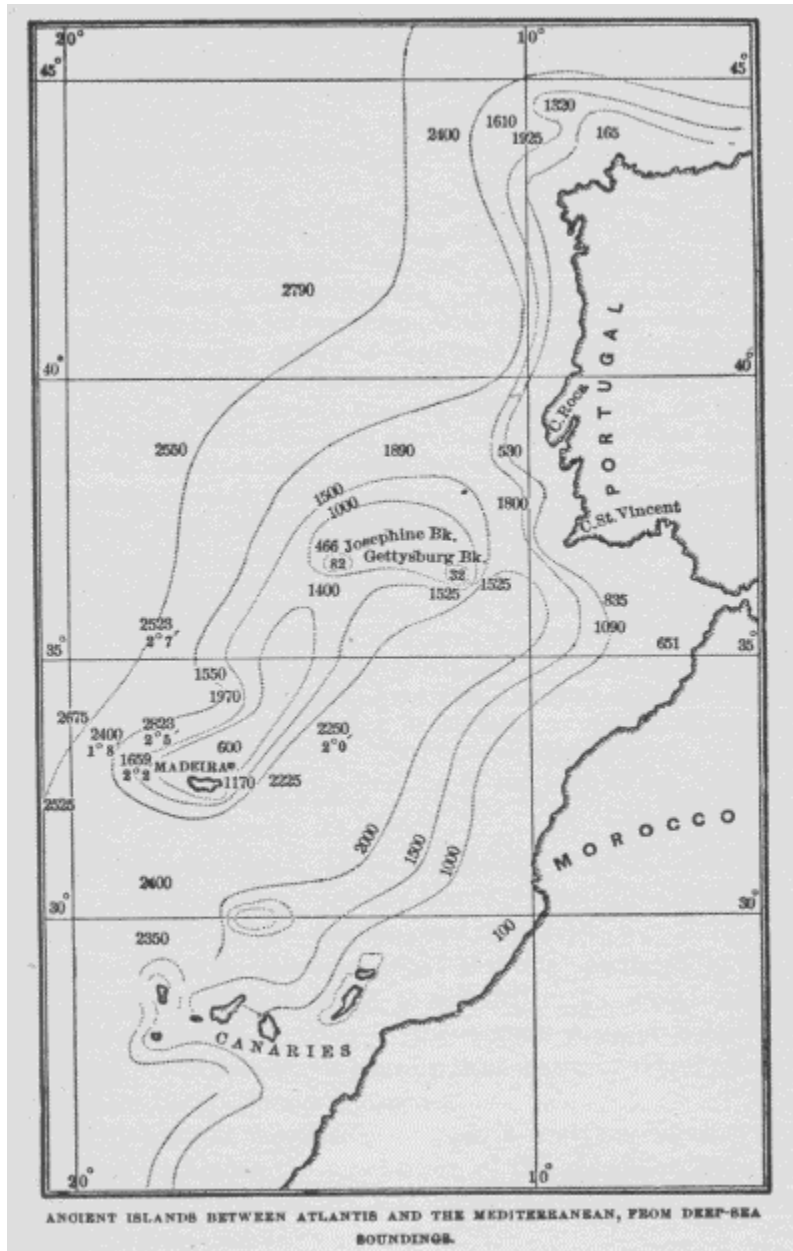 20° 10°
45° 45°
1320
1610
2400 1925 165
2790
40° 40°
PORTUGAL
C. Roca
2550 1890 530
1500
1000 1800
C. St. Vincent
466 Josephine Bk.
82 Gettysburg Bk.
32
1400 1525 1525
835
2523
2° 7′
1090
35° 651 35°
1550
1970
2675
2400 2823 2250
1° 8 2° 5′ 2° 0′
600
1659 MADEIRAS
2° 2
1170 2225
2525
2000 1500 1000
MOROCCO
2400
30° 30°
2350 100
CANARIES
20° 10°
ANCIENT ISLANDS BETWEEN ATLANTIS AND THE MEDITERRANEAN, FROM DEEP-SEA
SOUNDINGS.